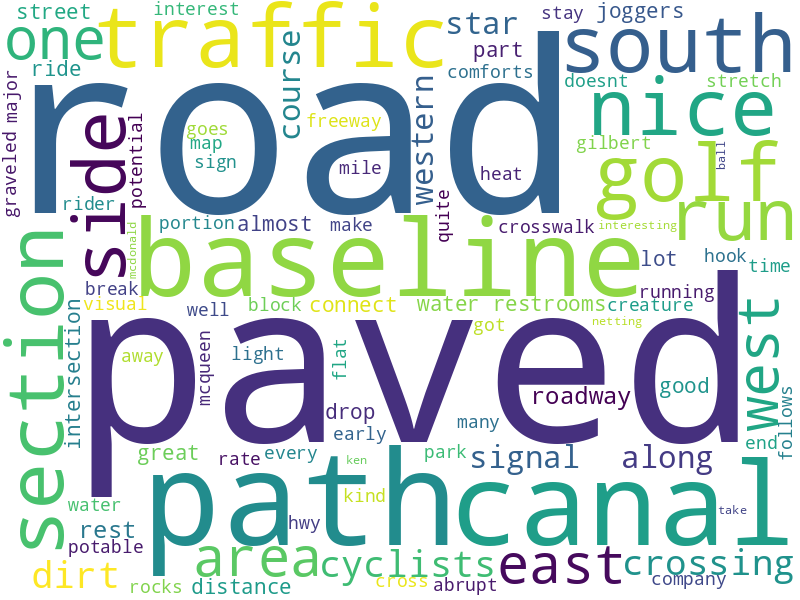 street interest stay joggers
one traffic star part south
ride course comforts
graveled major road western doesnt stretch
potential goes map sign freeway nice
gilbert ball
side mile heat golf
rider quite run
portion almost make crosswalk interesting
mcdonald baseline lot hook time
section break running
visual well block connect water restrooms creature
intersection paved got netting west
away mcqueen light flat roadway good
drop follows
great early many end
rate every ken park signal along
water path kind canal
rest hwy take
potable area cyclists east crossing
dirt rocks distance cross abrupt company